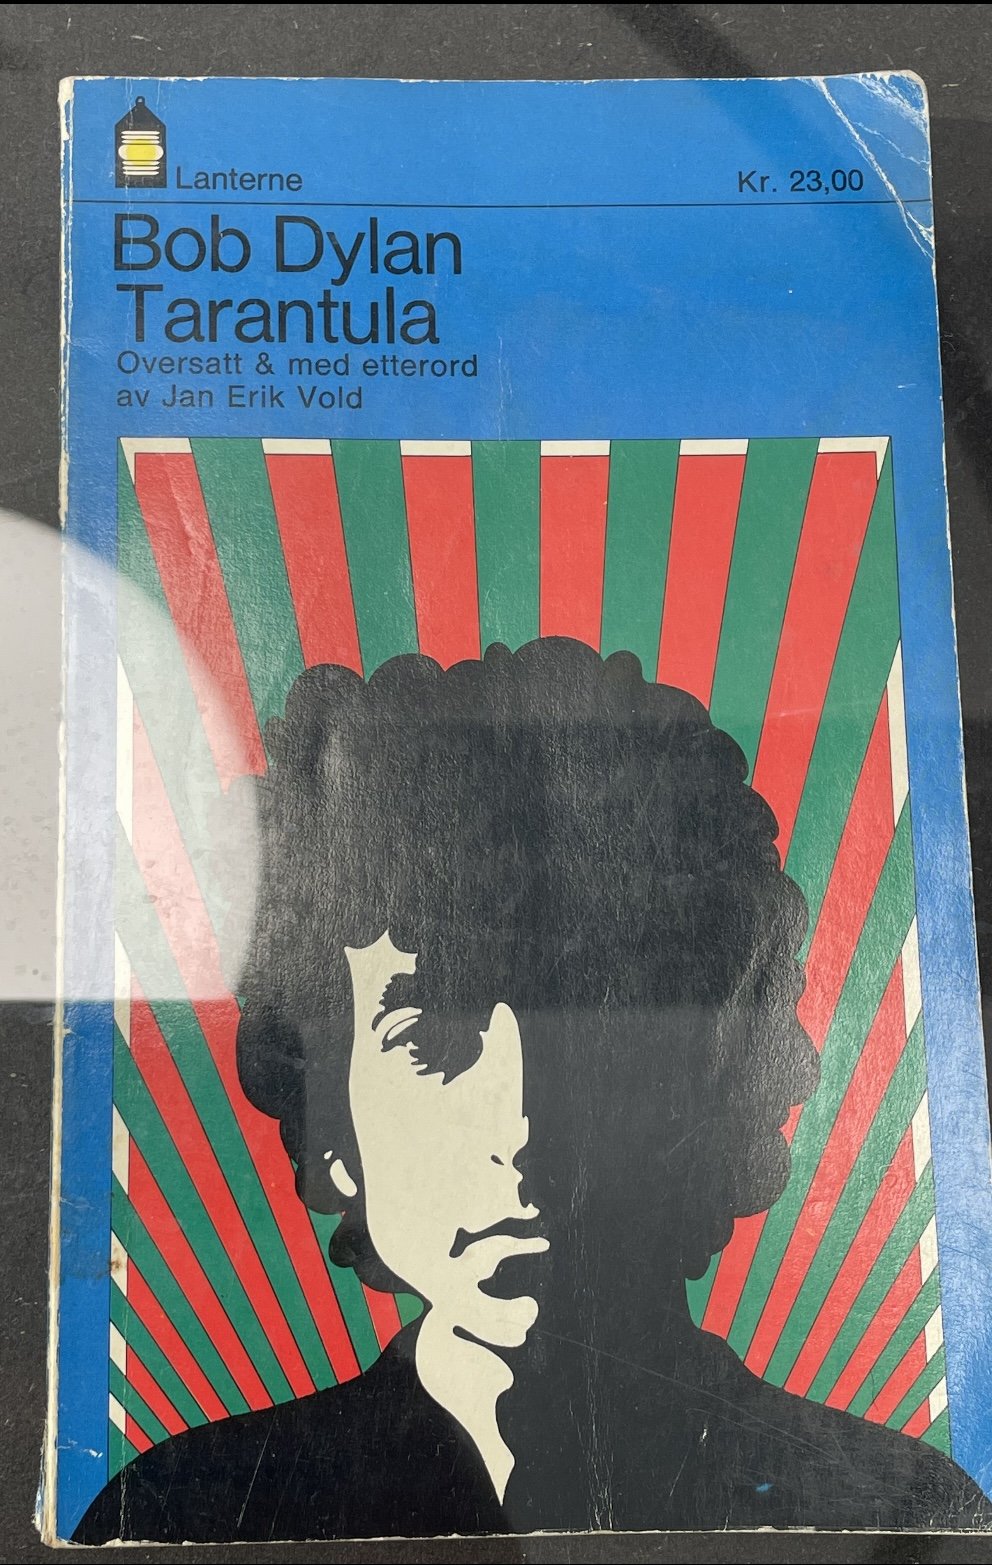 Lanterne
Kr. 23,00
Bob Dylan
Tarantula
Oversatt & med etterord
av Jan Erik Vold